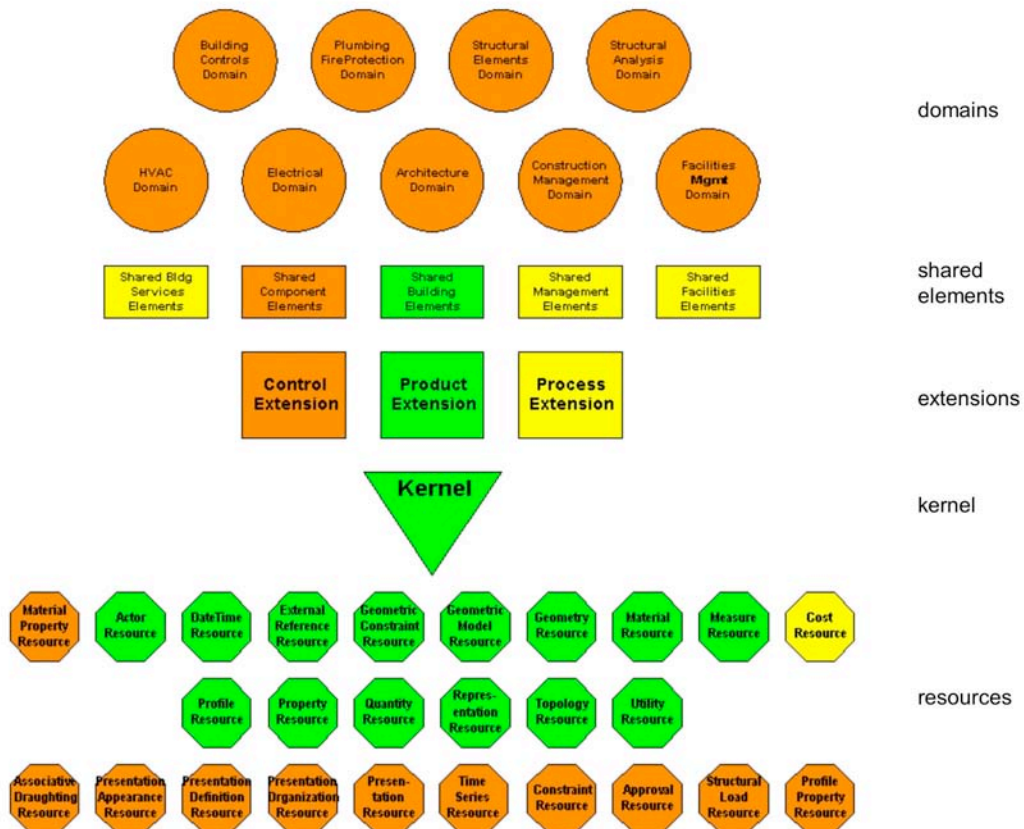 Building
Controls
Domain
Plumbing
FireProtection
Domain
Structural
Elements
Domain
Structural
Analysis
Domain
domains
HVAC
Domain
Electrical
Domain
Architecture
Domain
Construction
Management
Domain
Facilities
Mgmt
Domain
Shared Bldg
Services
Elements
Shared
Component
Elements
Shared
Building
Elements
Shared
Management
Elements
Shared
Facilities
Elements
shared
elements
Control
Extension
Product
Extension
Process
Extension
extensions
Kernel
kernel
Material
Property
Resource
Actor
Resource
DateTime
Resource
External
Reference
Resource
Geometric
Constraint
Resource
Geometric
Model
Resource
Geometry
Resource
Material
Resource
Measure
Resource
Cost
Resource
Profile
Resource
Property
Resource
Quantity
Resource
Repres-
entation
Resource
Topology
Resource
Utility
Resource
resources
Associative
Draughting
Resource
Presentation
Appearance
Resource
Presentation
Definition
Resource
Presentation
Organization
Resource
Presen-
tation
Resource
Time
Series
Resource
Constraint
Resource
Approval
Resource
Structural
Load
Resource
Profile
Property
Resource